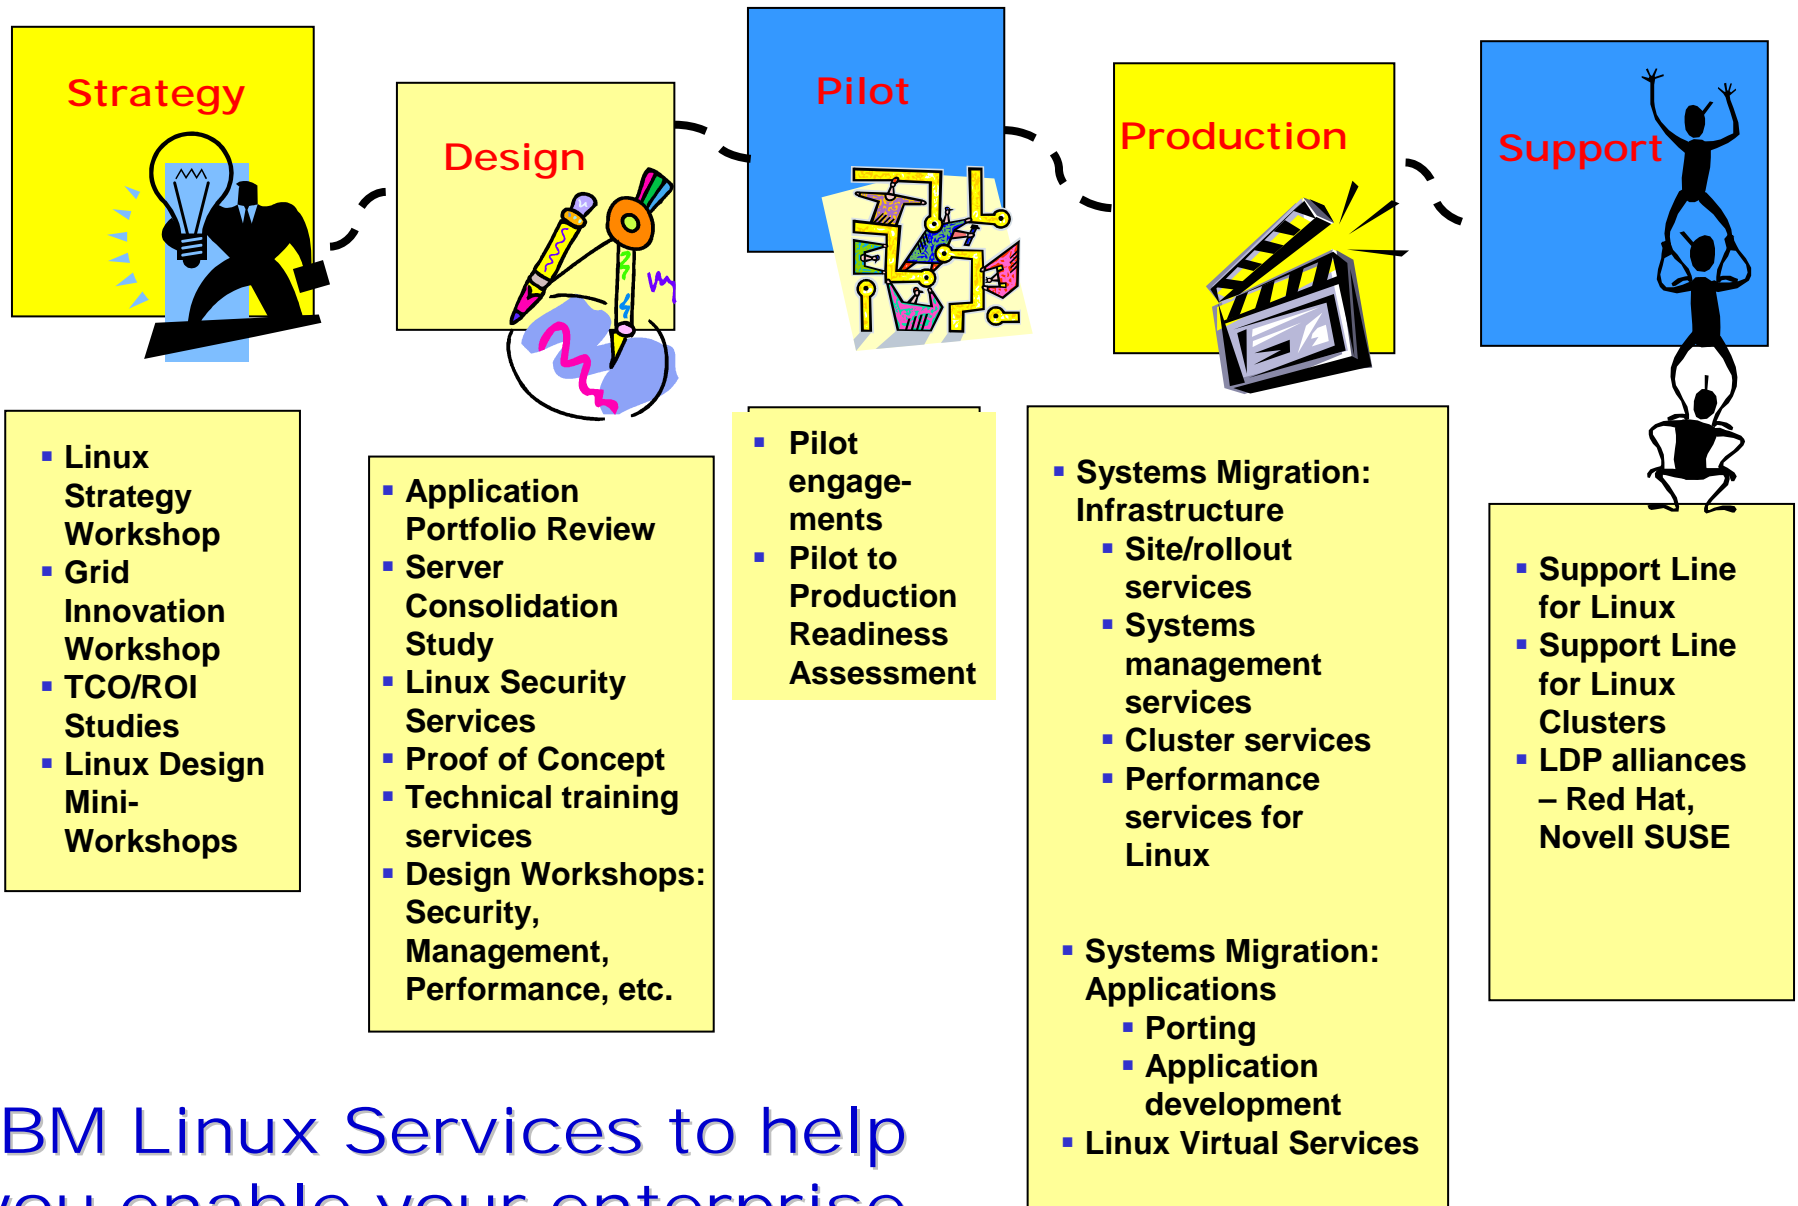 Strategy
Design
Pilot
Production
Support
Linux
Strategy
Workshop
Grid
Innovation
Workshop
TCO/ROI
Studies
Linux Design
Mini-
Workshops
Application
Portfolio Review
Server
Consolidation
Study
Linux Security
Services
Proof of Concept
Technical training
services
Design Workshops:
Security,
Management,
Performance, etc.
Pilot
engage-
ments
Pilot to
Production
Readiness
Assessment
Systems Migration:
Infrastructure
Site/rollout
services
Systems
management
services
Cluster services
Performance
services for
Linux
Systems Migration:
Applications
Porting
Application
development
Linux Virtual Services
Support Line
for Linux
Support Line
for Linux
Clusters
LDP alliances
– Red Hat,
Novell SUSE
BM Linux Services to help
you enable your enterprise